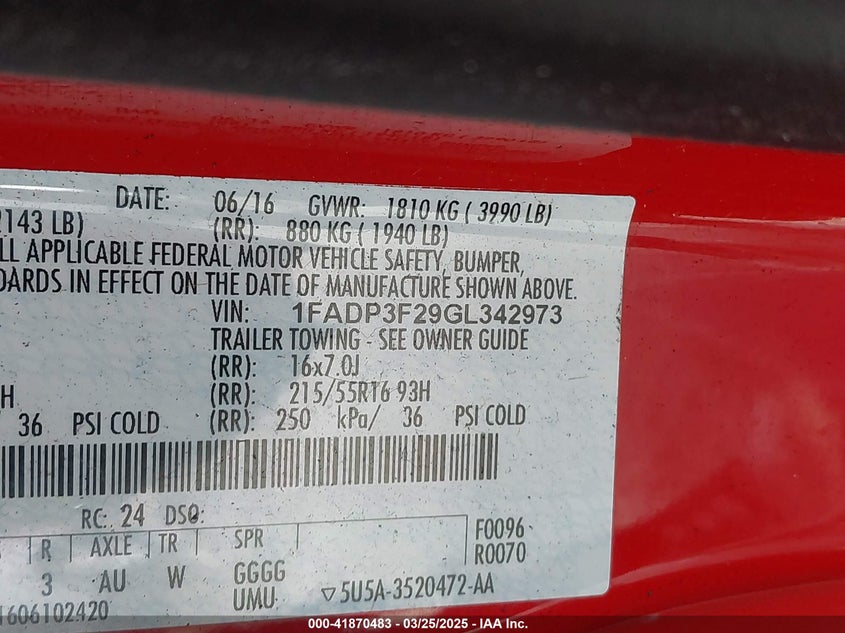 DATE: 06/16 GVWR: 1810 KG ( 3990 LB)
2143 LB) (RR): 880 KG ( 1940 LB)
LL APPLICABLE FEDERAL MOTOR VEHICLE SAFETY, BUMPER,
DARDS IN EFFECT ON THE DATE OF MANUFACTURE SHOWN ABOVE.
VIN: 1FADP3F29GL342973
TRAILER TOWING - SEE OWNER GUIDE
(RR): 16x7.0J
H (RR): 215/55RT6 93H
36 PSI COLD (RR): 250 kPa/ 36 PSI COLD
RC: 24 DSO:
R AXLE TR SPR F0096
R0070
3 AU W GGGG
UMU ▽5U5A-3520472-AA
1606102420
000-41870483 - 03/25/2025 - IAA Inc.